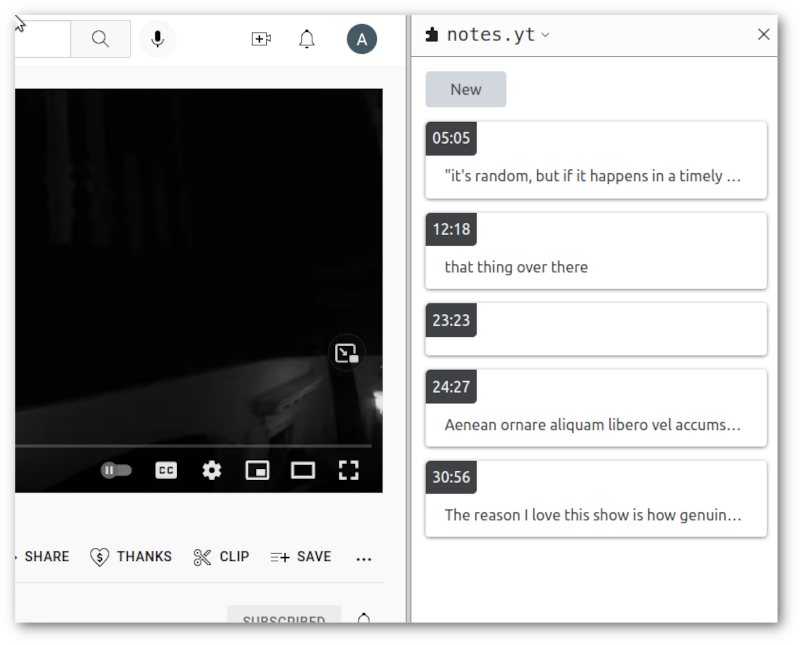 A
notes.yt
New
05:05
"it's random, but if it happens in a timely …
12:18
that thing over there
23:23
24:27
Aenean ornare aliquam libero vel accums…
30:56
The reason I love this show is how genuin…
CC
SHARE THANKS CLIP SAVE
SUBSCRIBED